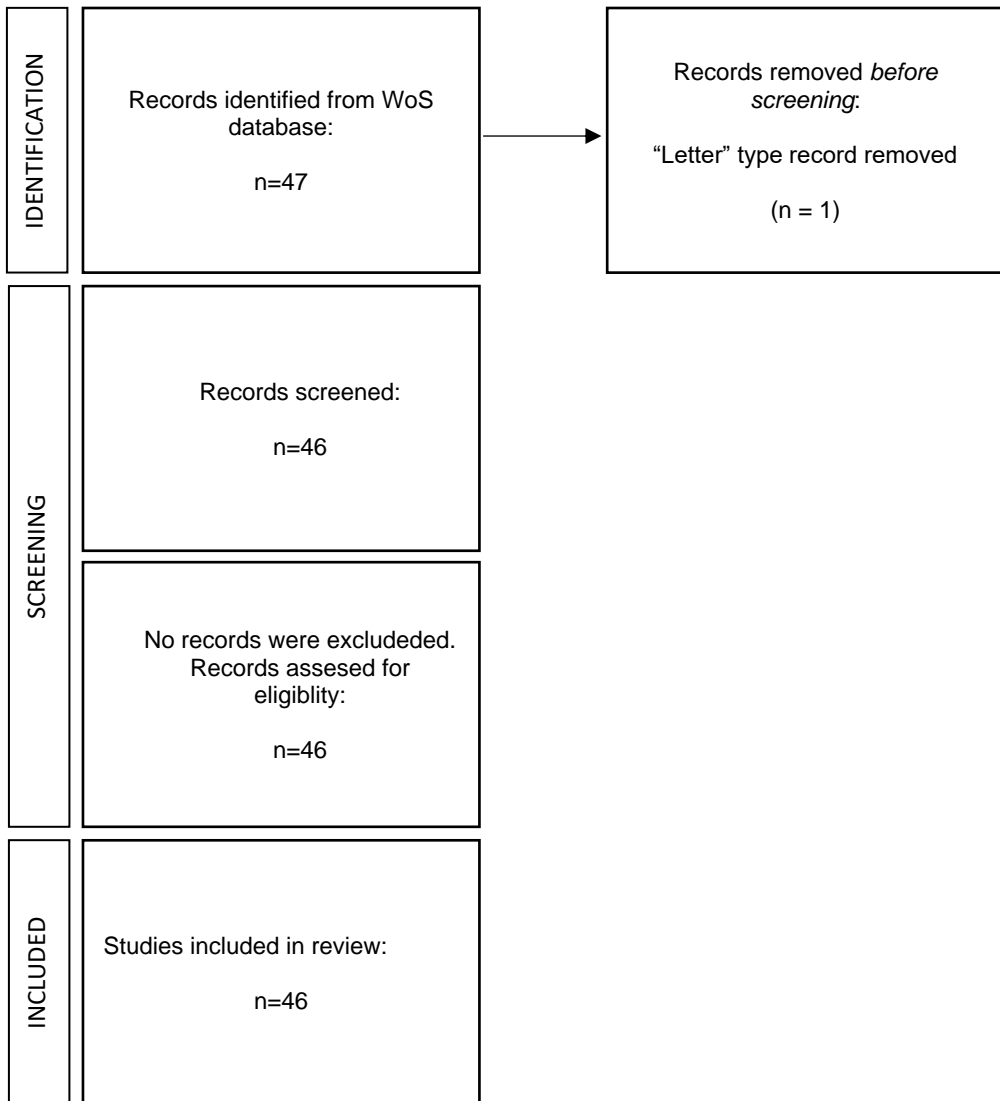 IDENTIFICATION
Records identified from WoS
database:
n=47
Records removed before
screening:
“Letter” type record removed
(n = 1)
SCREENING
Records screened:
n=46
No records were excludeded.
Records assesed for
eligiblity:
n=46
INCLUDED
Studies included in review:
n=46